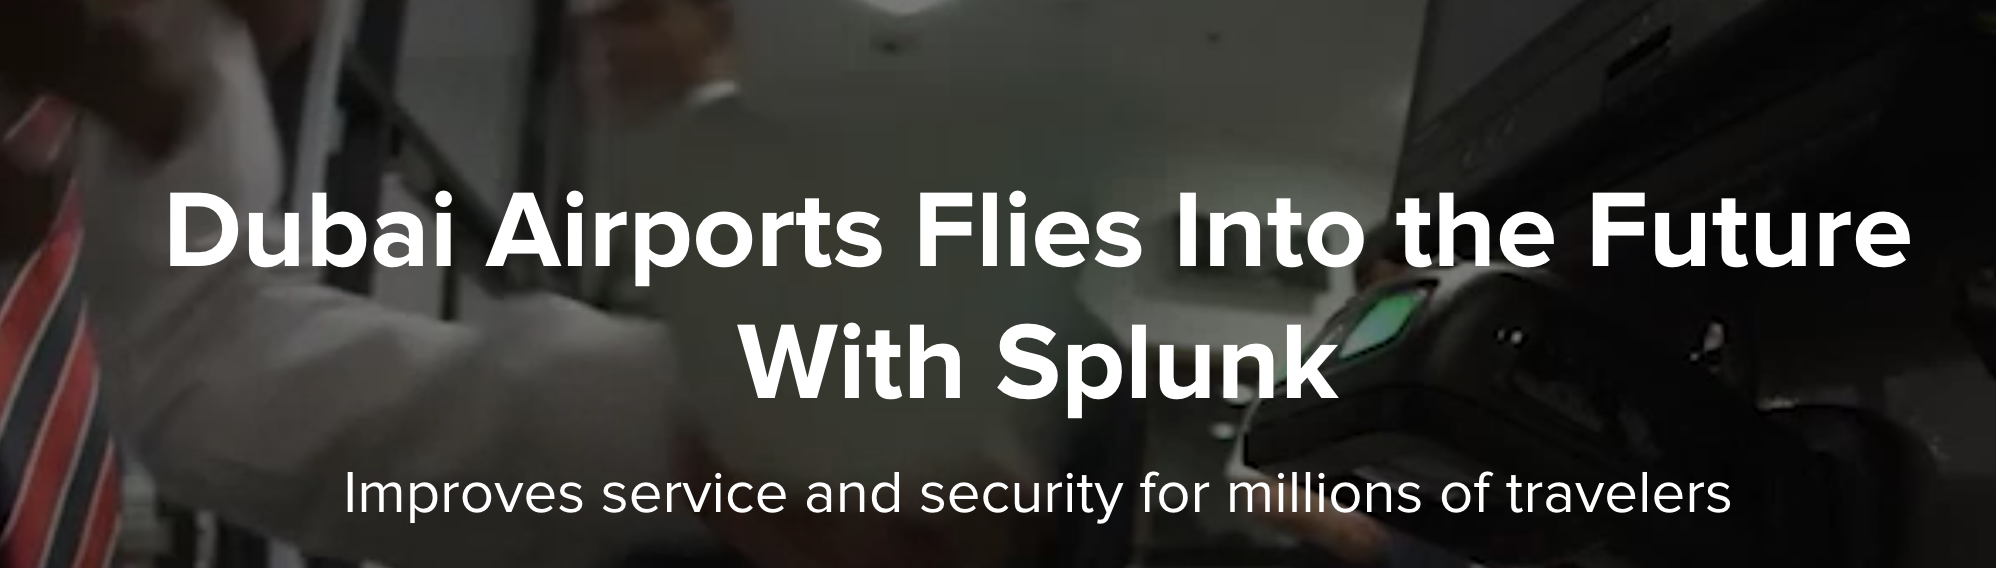 Dubai Airports Flies Into the Future
With Splunk
Improves service and security for millions of travelers